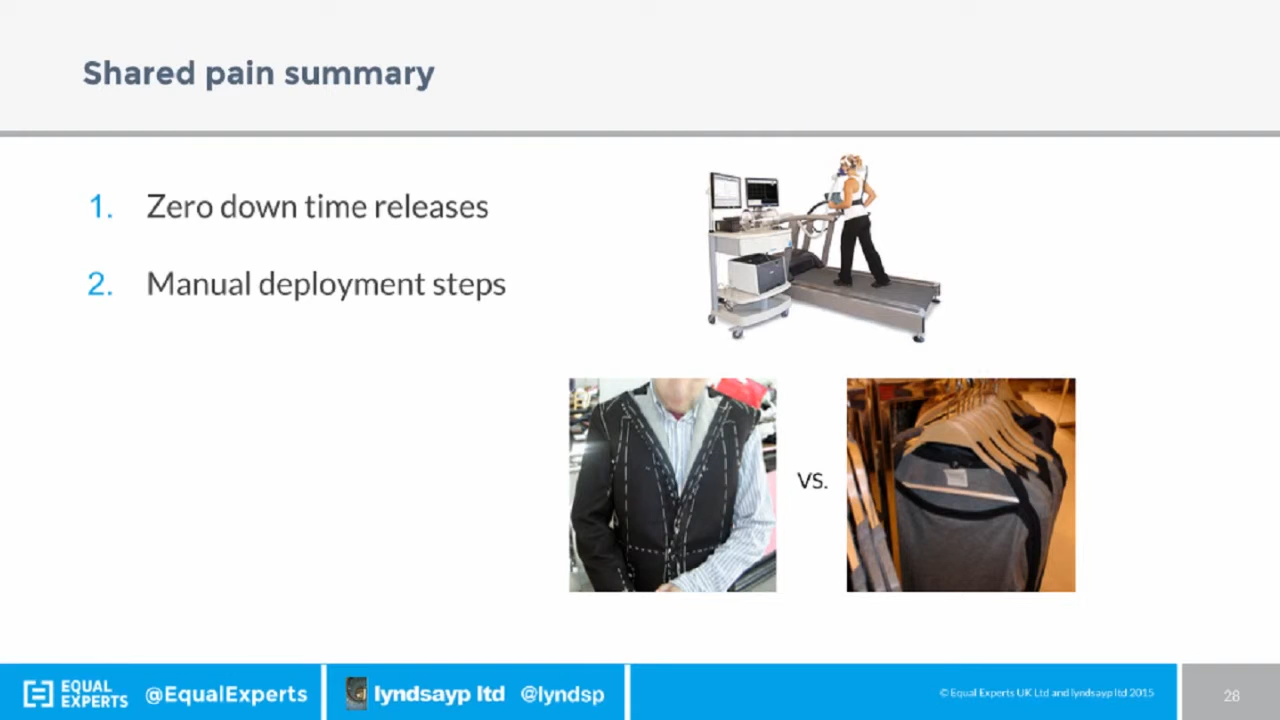 Shared pain summary
1. Zero down time releases
2. Manual deployment steps
vs.
EQUAL
EXPERTS
@EqualExperts
lyndsayp ltd @lyndsp
© Equal Experts UK Ltd and lyndsayp ltd 2015
28